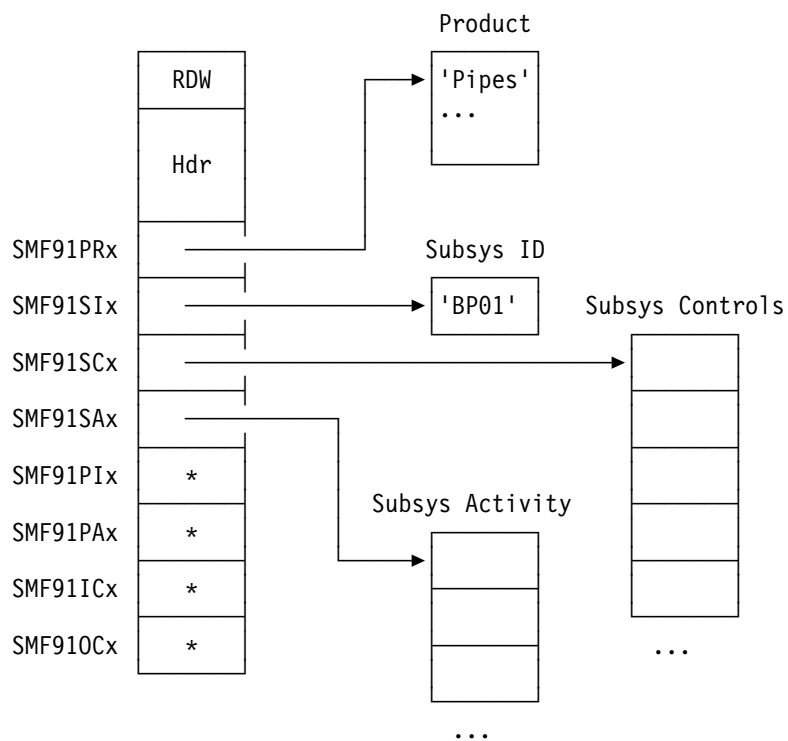 Product
RDW
'Pipes'
...
Hdr
SMF91PRx
Subsys ID
SMF91SIx
'BP01'
Subsys Controls
SMF91SCx
SMF91SAx
SMF91PIx *
Subsys Activity
SMF91PAx *
SMF91ICx *
SMF91OCx *
...
...